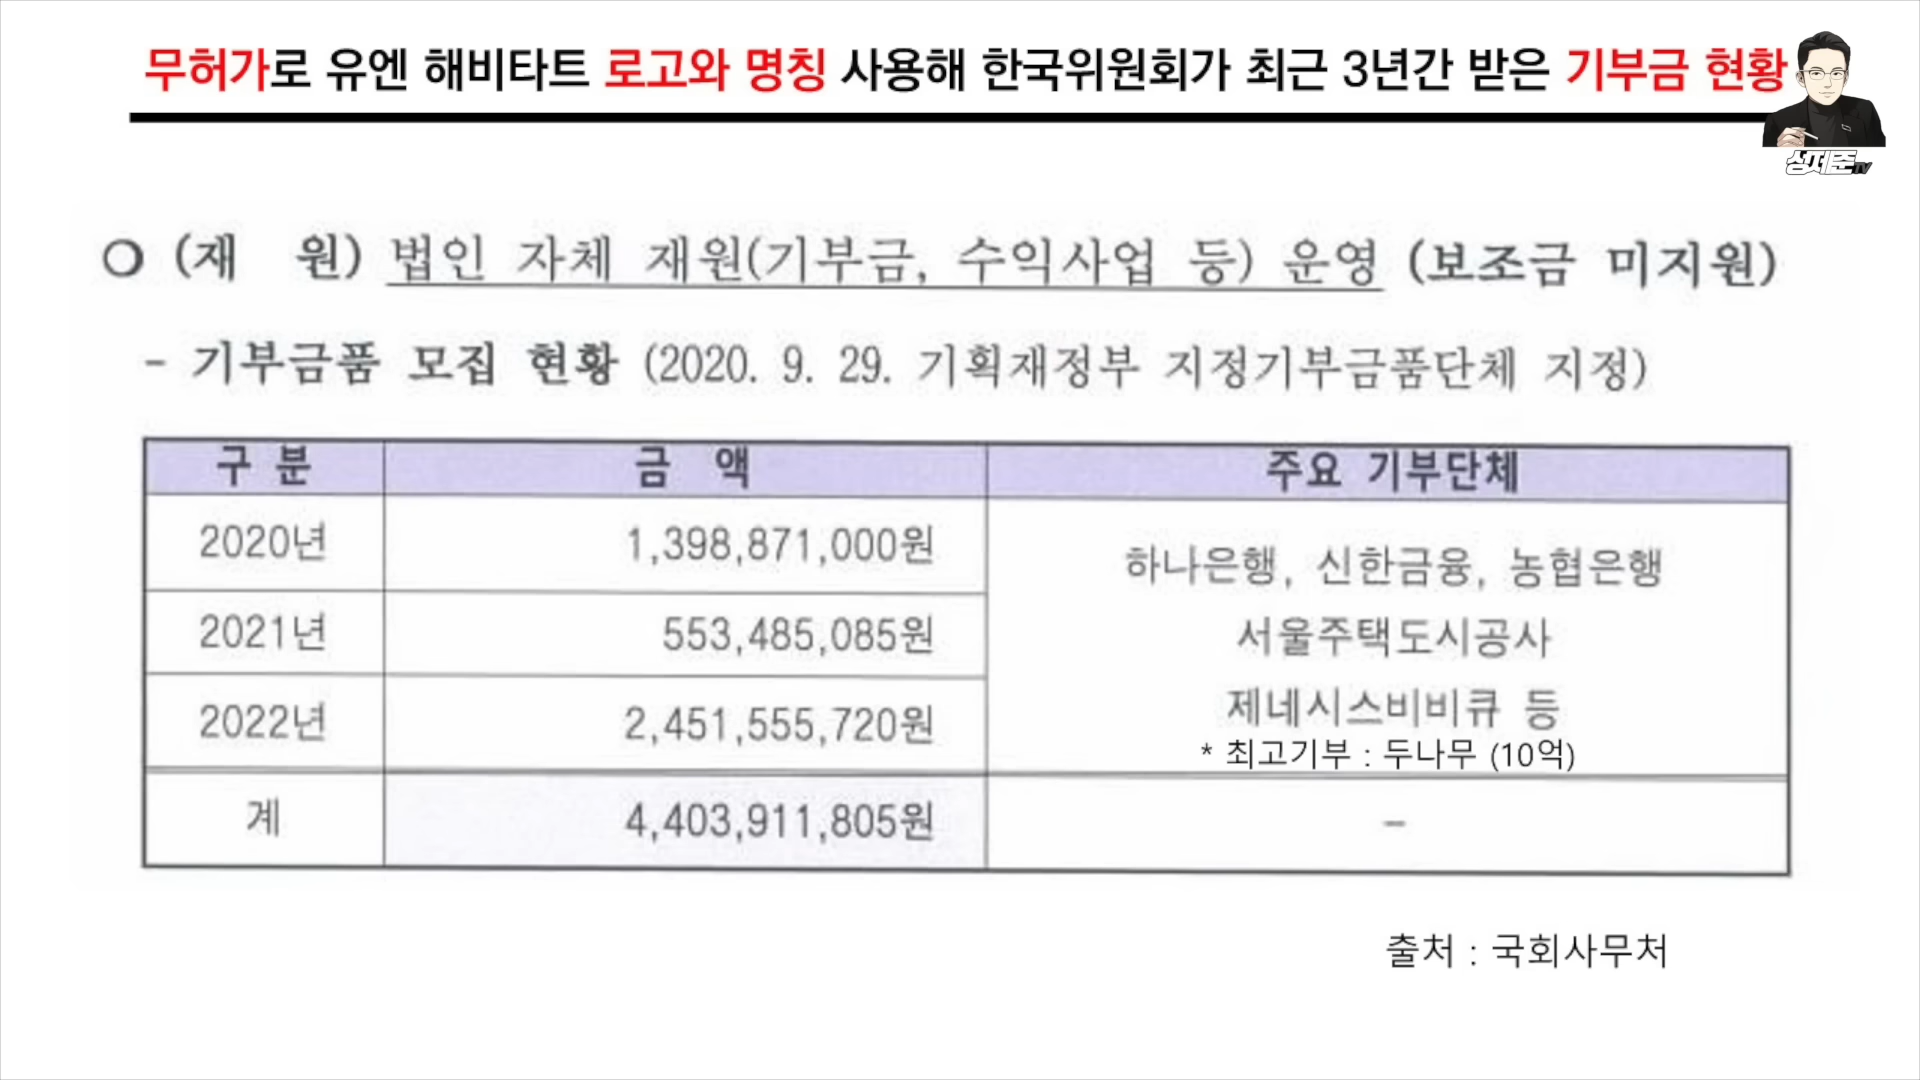 무허가로 유엔 해비타트 로고와 명칭 사용해 한국위원회가 최근 3년간 받은 기부금 현황
성제준TV
○ (재 원) 법인 자체 재원(기부금, 수익사업 등) 운영 (보조금 미지원)
- 기부금품 모집 현황 (2020. 9. 29. 기획재정부 지정기부금품단체 지정)
구 분 금 액 주요 기부단체
2020년 1,398,871,000원
하나은행, 신한금융, 농협은행
2021년 553,485,085원 서울주택도시공사
2022년 2,451,555,720원 제네시스비비큐 등
* 최고기부 : 두나무 (10억)
계 4,403,911,805원 -
출처 : 국회사무처